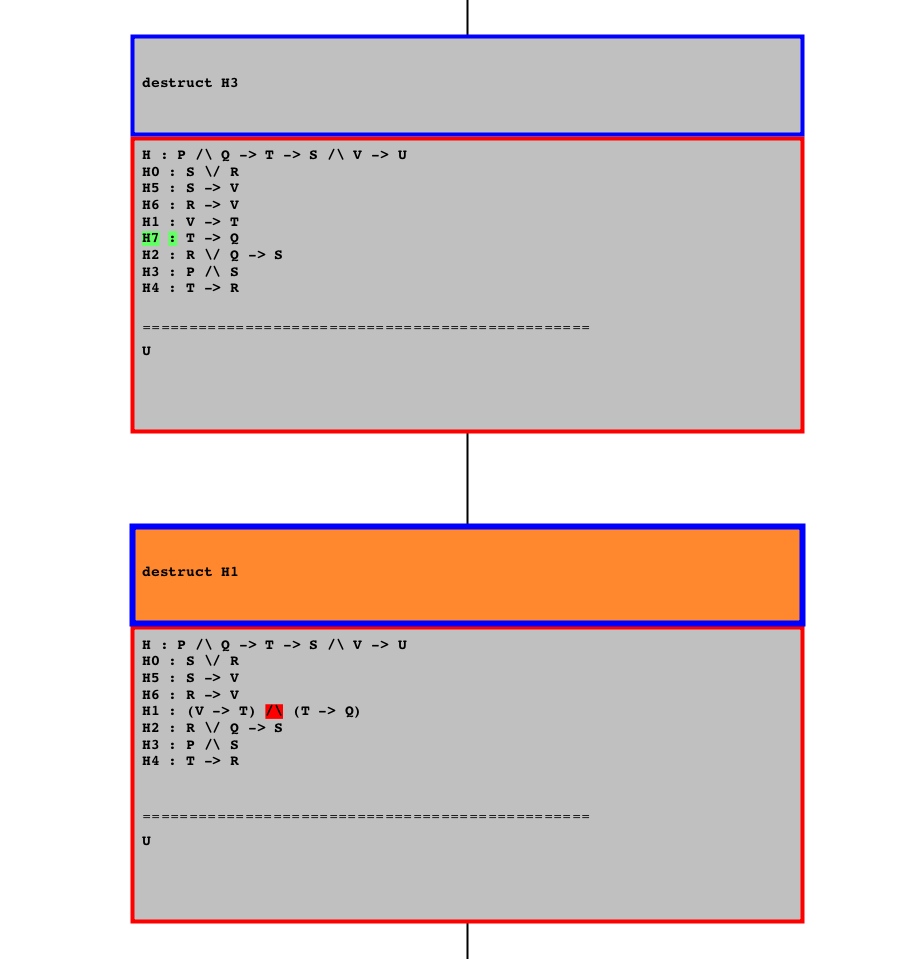 destruct H3
H : P /\ Q -> T -> S /\ V -> U
H0 : S \/ R
H5 : S -> V
H6 : R -> V
H1 : V -> T
H7 : T -> Q
H2 : R \/ Q -> S
H3 : P /\ S
H4 : T -> R
================================================
U
destruct H1
H : P /\ Q -> T -> S /\ V -> U
H0 : S \/ R
H5 : S -> V
H6 : R -> V
H1 : (V -> T) /\ (T -> Q)
H2 : R \/ Q -> S
H3 : P /\ S
H4 : T -> R
================================================
U